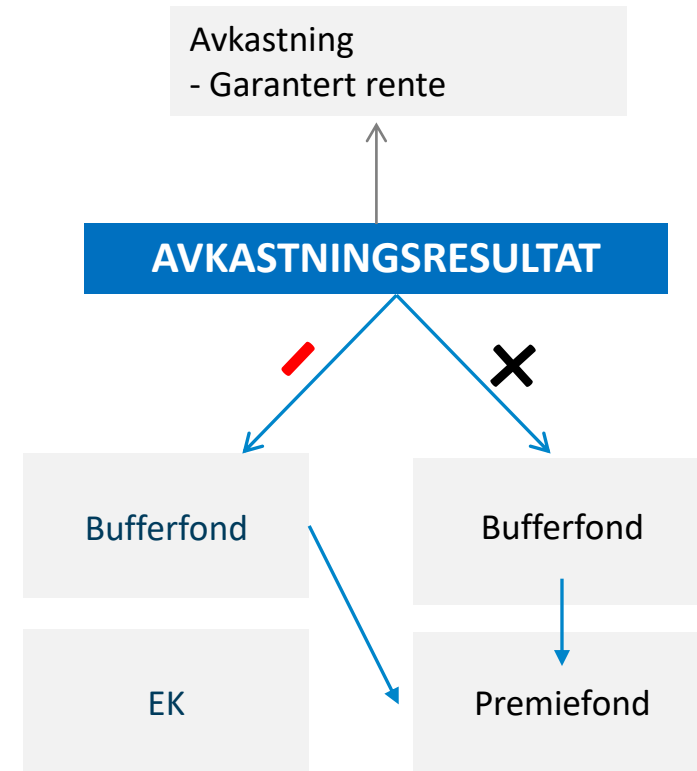 Avkastning
- Garantert rente
AVKASTNINGSRESULTAT
Bufferfond
Bufferfond
EK
Premiefond